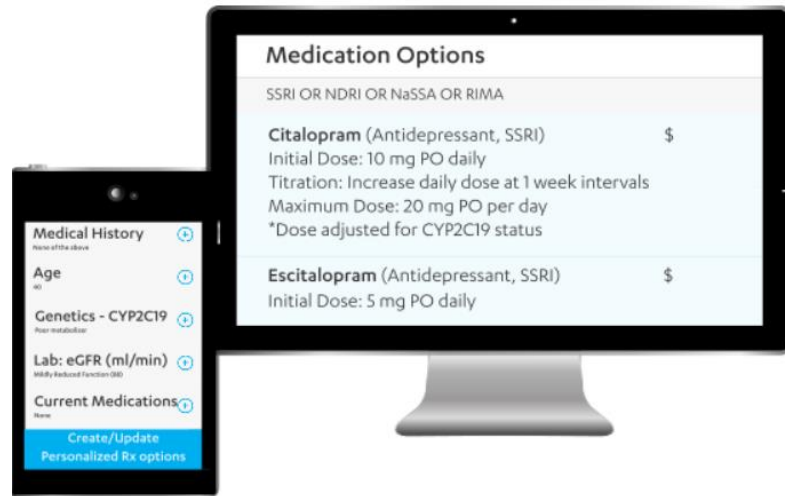 Medication Options
SSRI OR NDRI OR NaSSA OR RIMA
Citalopram (Antidepressant, SSRI) $
Initial Dose: 10 mg PO daily
Titration: Increase daily dose at 1 week intervals
Maximum Dose: 20 mg PO per day
*Dose adjusted for CYP2C19 status
Escitalopram (Antidepressant, SSRI) $
Initial Dose: 5 mg PO daily
Medical History
None of the above
Age
Genetics - CYP2C19
Poor metabolizer
Lab: eGFR (ml/min)
Mildly Reduced Function
Current Medications
None
Create/Update
Personalized Rx options